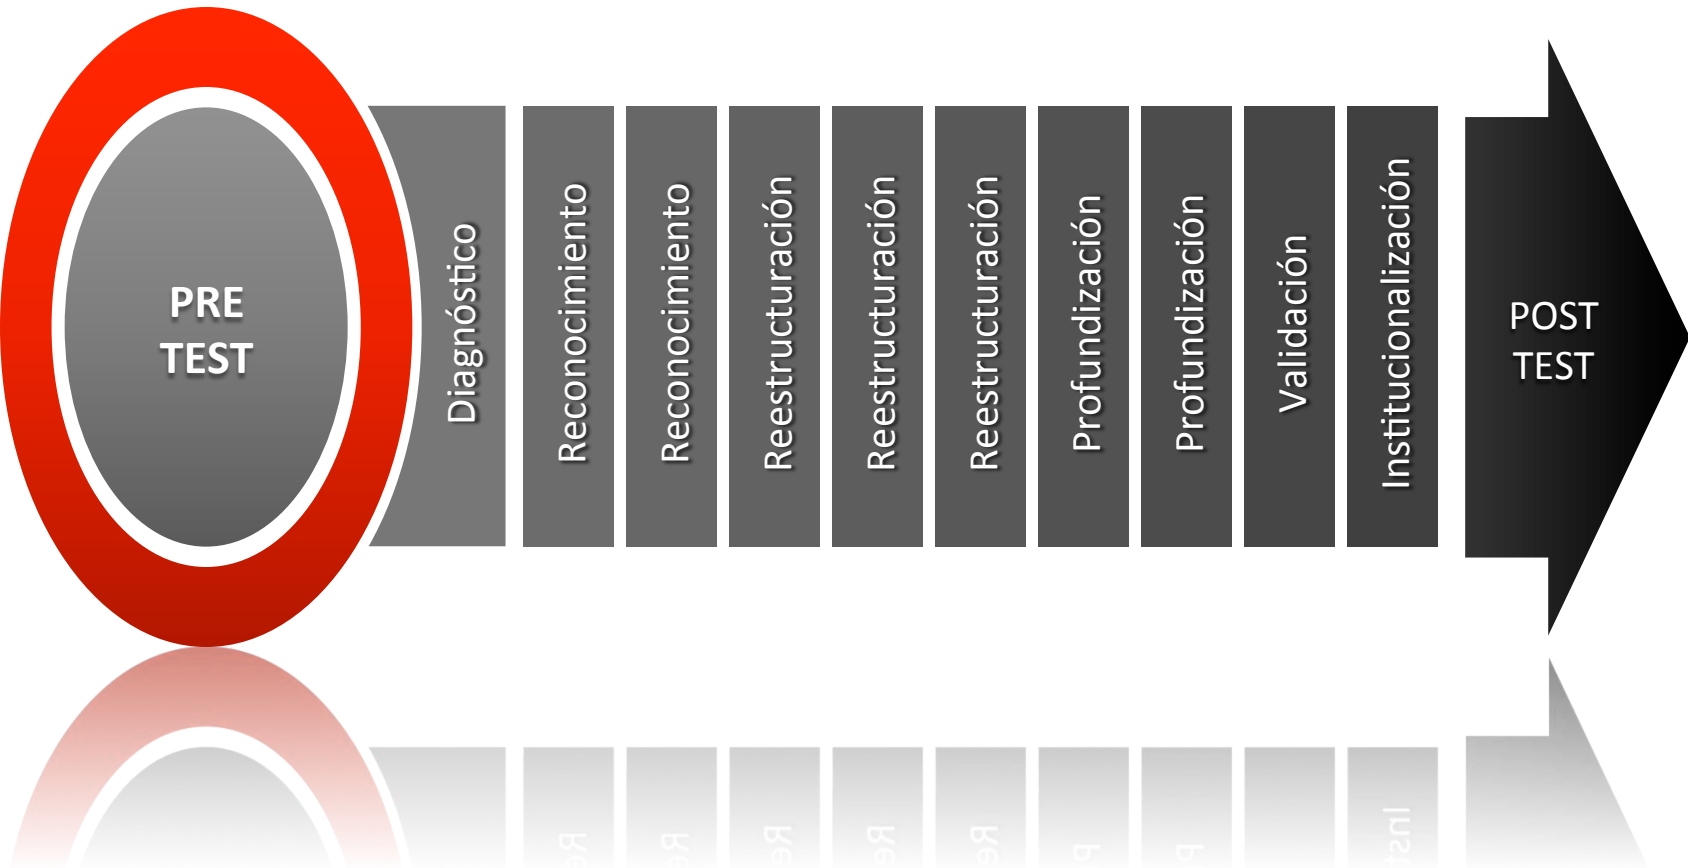 PRE
TEST
Diagnóstico
Reconocimiento
Reconocimiento
Reestructuración
Reestructuración
Reestructuración
Profundización
Profundización
Validación
Institucionalización
POST
TEST